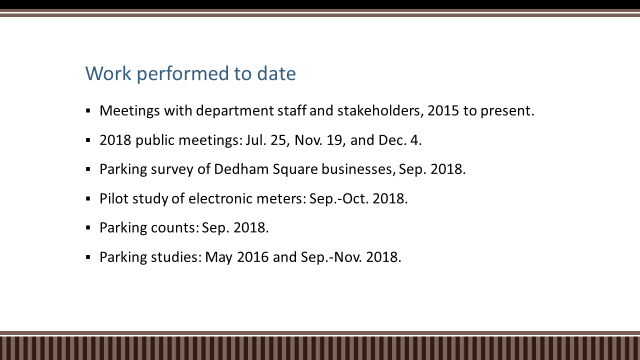 Work performed to date
▪ Meetings with department staff and stakeholders, 2015 to present.
▪ 2018 public meetings: Jul. 25, Nov. 19, and Dec. 4.
▪ Parking survey of Dedham Square businesses, Sep. 2018.
▪ Pilot study of electronic meters: Sep.-Oct. 2018.
▪ Parking counts: Sep. 2018.
▪ Parking studies: May 2016 and Sep.-Nov. 2018.